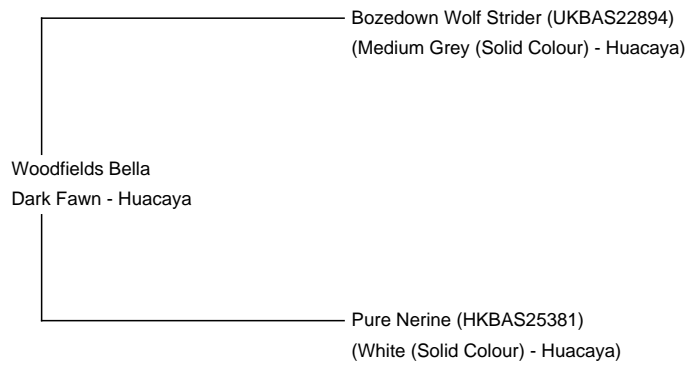 Bozedown Wolf Strider (UKBAS22894)
(Medium Grey (Solid Colour) - Huacaya)
Woodfields Bella
Dark Fawn - Huacaya
Pure Nerine (HKBAS25381)
(White (Solid Colour) - Huacaya)